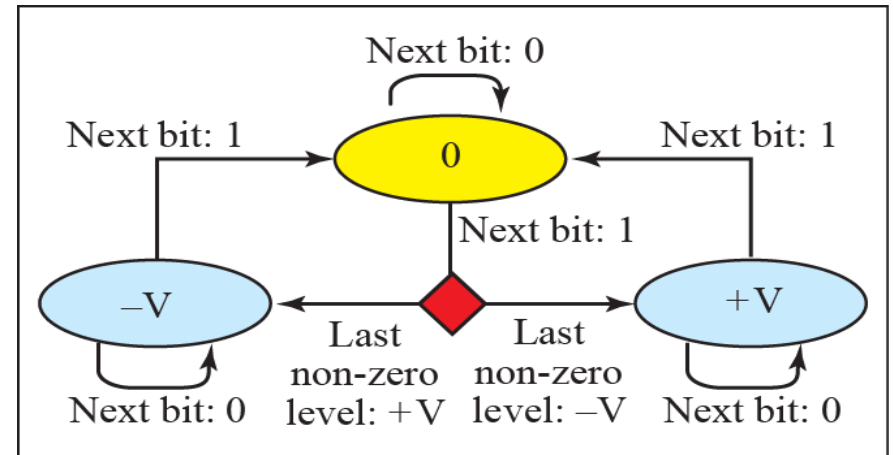 Next bit: 0
Next bit: 1
Next bit: 1
0
Next bit: 1
–V
+V
Last
non-zero
level: +V
Last
non-zero
level: –V
Next bit: 0
Next bit: 0